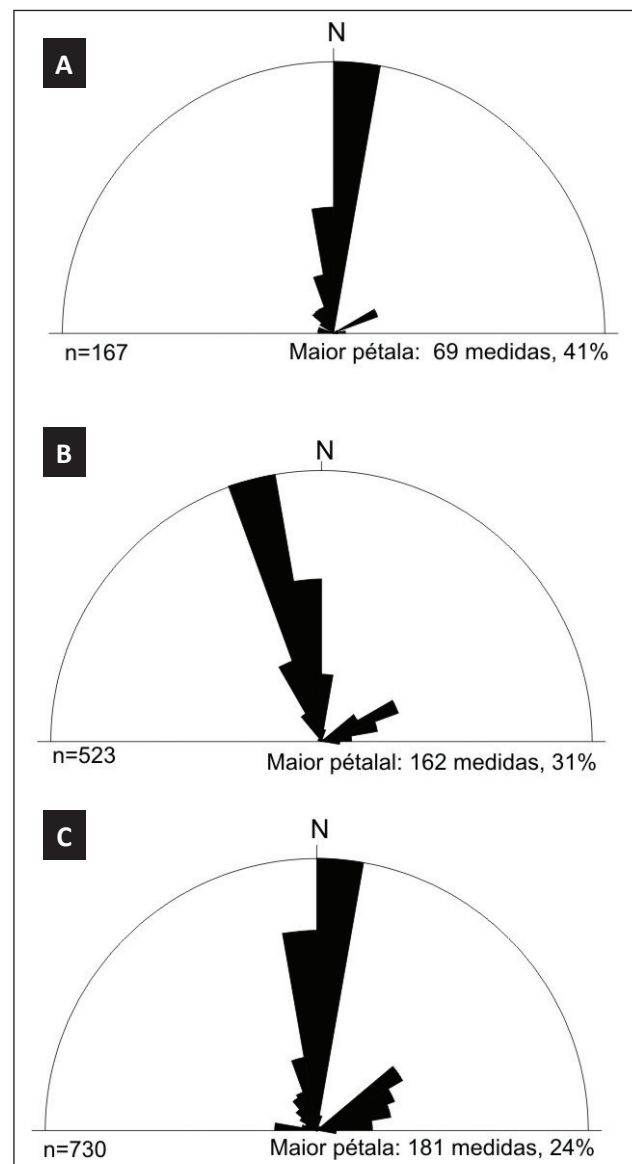 A
N
n=167
Maior pétala: 69 medidas, 41%
B
N
n=523
Maior pétalal: 162 medidas, 31%
C
N
n=730
Maior pétala: 181 medidas, 24%